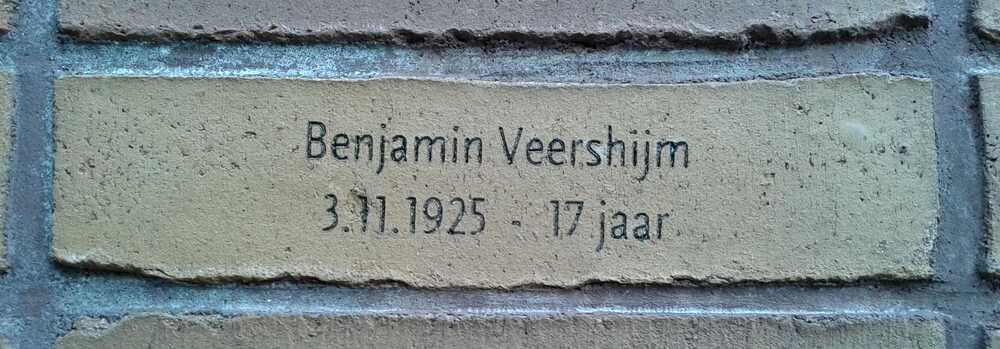 Benjamin Veershijm
3.11.1925 - 17 jaar